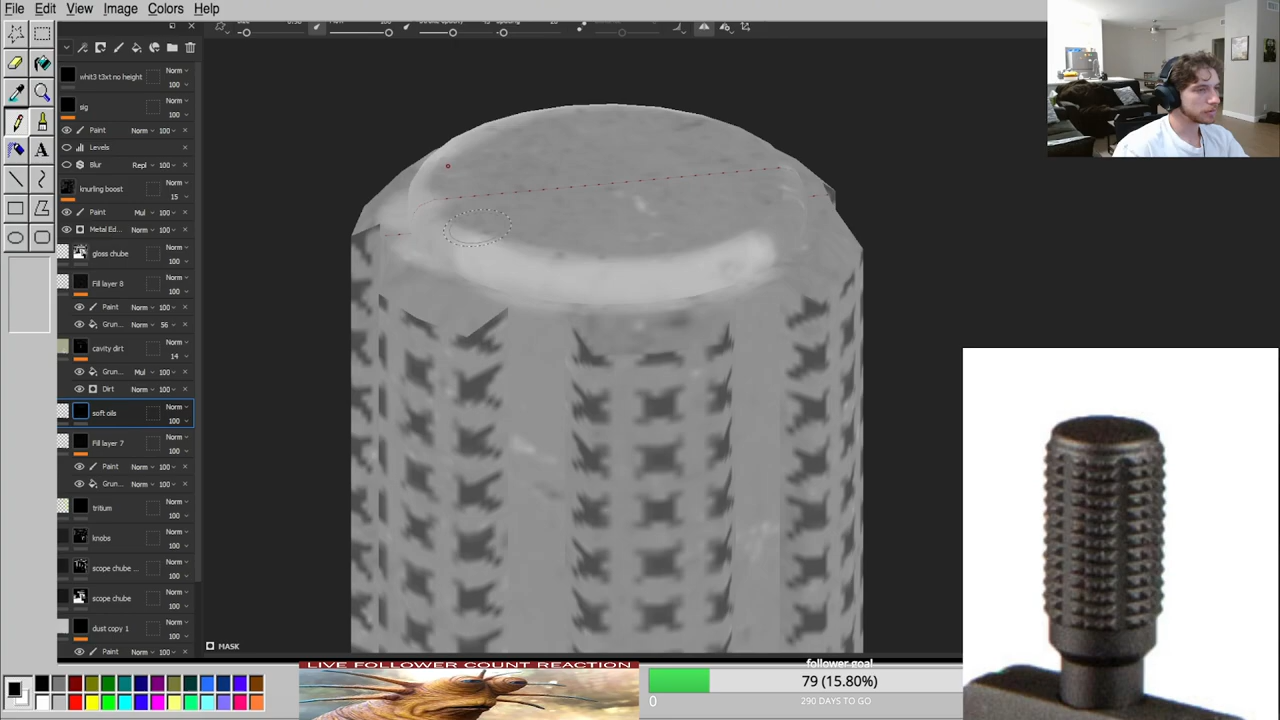 File Edit View Image Colors Help
whit3 t3xt no height Norm 100
sig Norm 100
Paint Norm 100
Levels
Blur Repl 100
knurling boost Norm 15
Paint Mul 100
Metal Ed... Norm 100
gloss chube Norm 100
Fill layer 8 Norm 100
Paint Norm 100
Grun... Norm 56
cavity dirt Norm 14
Grun... Mul 100
Dirt Norm 100
soft oils Norm 100
Fill layer 7 Norm 100
Paint Norm 100
Grun... Norm 100
tritium Norm 100
knobs Norm 100
scope chube ... Norm 100
scope chube Norm 100
dust copy 1 Norm 100
Paint Norm 100
MASK
LIVE FOLLOWER COUNT REACTION
follower goal
79 (15.80%)
0
290 DAYS TO GO